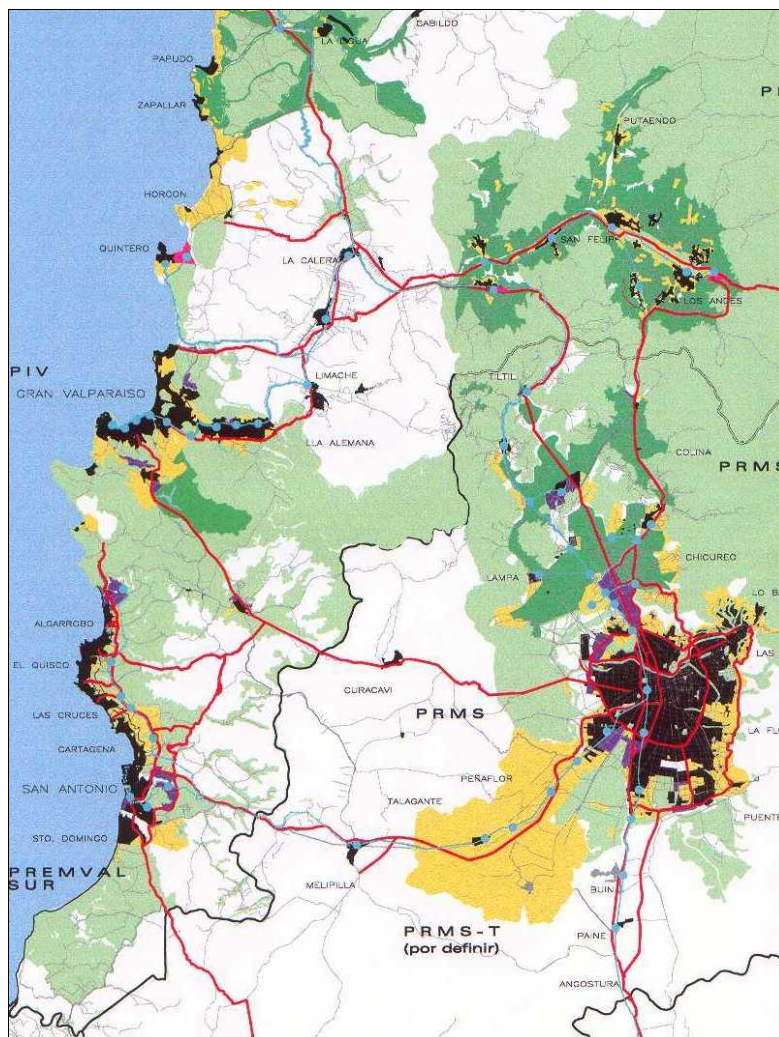 CABILDO
LA LIGUA
PAPUDO
ZAPALLAR
PUTAENDO
HORCON
QUINTERO
LA CALERA
SAN FELIPE
LOS ANDES
PIV
GRAN VALPARAISO
LIMACHE
TILTIL
LLA ALEMANA
COLINA
PRMS
CHICUREO
LAMPA
LO B
ALGARROBO
LAS
EL QUISCO
CURACAVI
PRMS
LAS CRUCES
LA FLO
CARTAGENA
PEÑAFLOR
SAN ANTONIO
TALAGANTE
PUENTE
STO. DOMINGO
PREMVAL
SUR
MELIPILLA
BUIN
PRMS-T
(por definir)
PAINE
ANGOSTURA